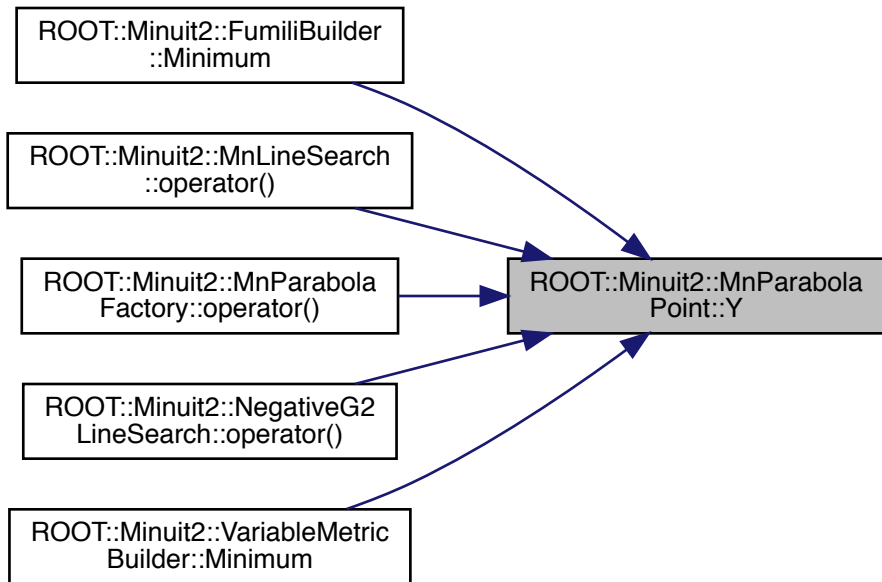 ROOT::Minuit2::FumiliBuilder
::Minimum
ROOT::Minuit2::MnLineSearch
::operator()
ROOT::Minuit2::MnParabola
Factory::operator()
ROOT::Minuit2::MnParabola
Point::Y
ROOT::Minuit2::NegativeG2
LineSearch::operator()
ROOT::Minuit2::VariableMetric
Builder::Minimum